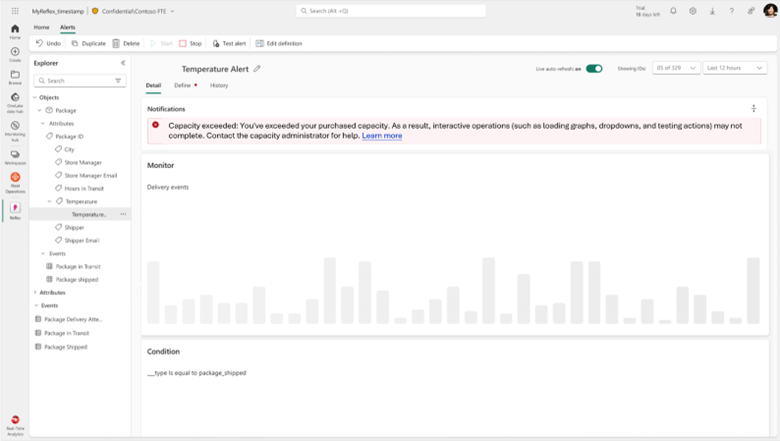 MyReflex_timestamp
Confidential\Contoso FTE
Search (Alt +Q)
Trial
16 days left
Home
Alerts
Undo
Duplicate
Delete
Start
Stop
Test alert
Edit definition
Home
Create
Browse
OneLake
data hub
Monitoring
hub
Workspaces
Real-Time
Analytics
Reflex
Explorer
Search
Objects
Package
Attributes
Package ID
City
Store Manager
Store Manager Email
Hours in Transit
Temperature
Temperature..
Shipper
Shipper Email
Events
Package in Transit
Package shipped
Attributes
Events
Package Delivery Atte...
Package in Transit
Package Shipped
Temperature Alert
Live auto-refresh: on
Showing IDs:
05 of 329
Last 12 hours
Detail
Define
History
Notifications
Capacity exceeded: You've exceeded your purchased capacity. As a result, interactive operations (such as loading graphs, dropdowns, and testing actions) may not
complete. Contact the capacity administrator for help. Learn more
Monitor
Delivery events
Condition
__type Is equal to package_shipped